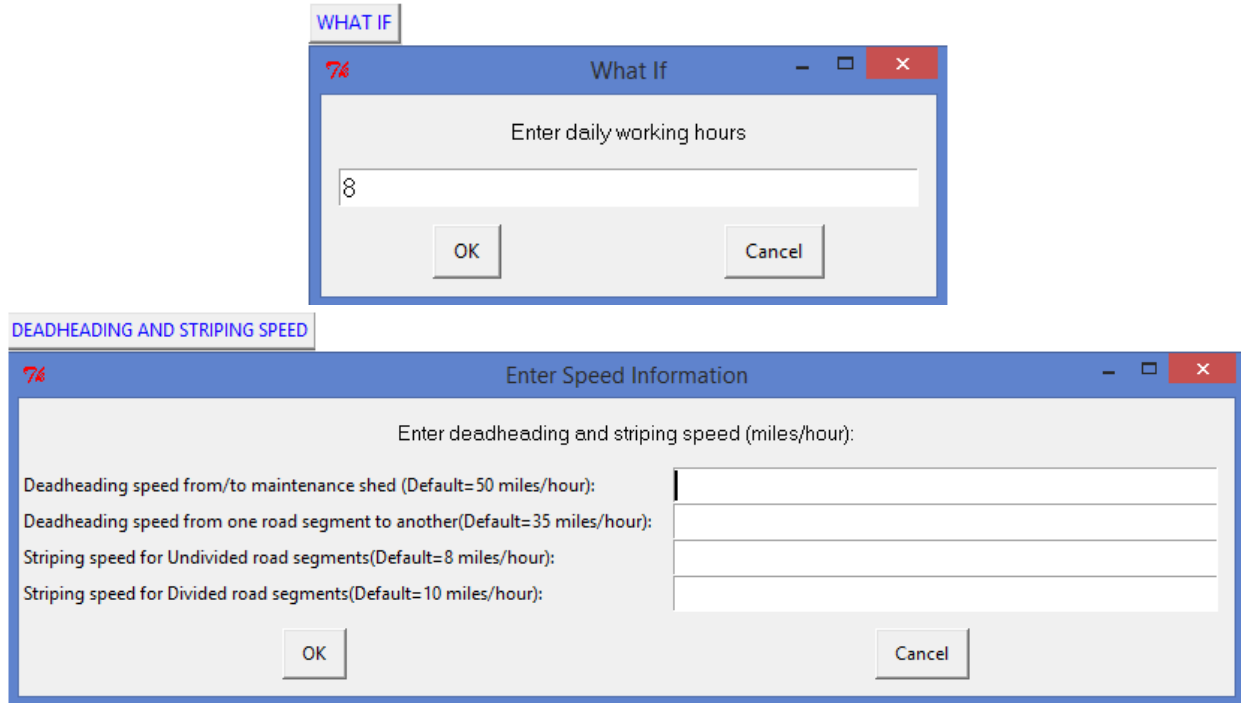 WHAT IF
What If
Enter daily working hours
8
OK Cancel
DEADHEADING AND STRIPING SPEED
Enter Speed Information
Enter deadheading and striping speed (miles/hour):
Deadheading speed from/to maintenance shed (Default=50 miles/hour):
Deadheading speed from one road segment to another(Default=35 miles/hour):
Striping speed for Undivided road segments(Default=8 miles/hour):
Striping speed for Divided road segments(Default=10 miles/hour):
OK Cancel